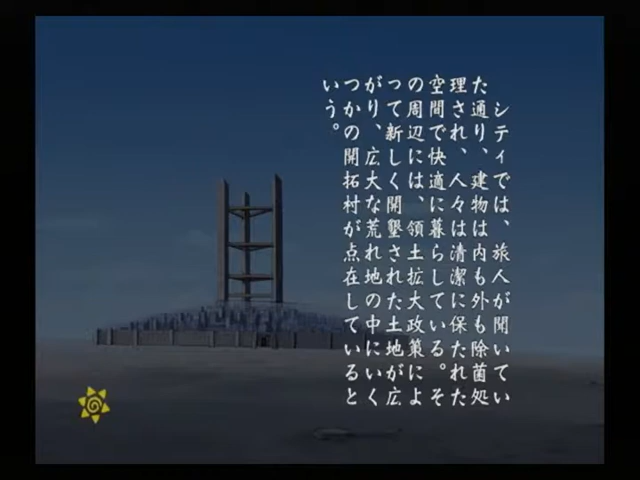 シティでは、旅人が聞いてい
た通り、建物は内も外も除菌処
理され、人々は清潔に保たれた
空間で快適に暮らしている。そ
の周辺には、領土拡大政策によ
って新しく開墾された土地が広
がり、広大な荒れ地の中にいく
つかの開拓村が点在していると
いう。